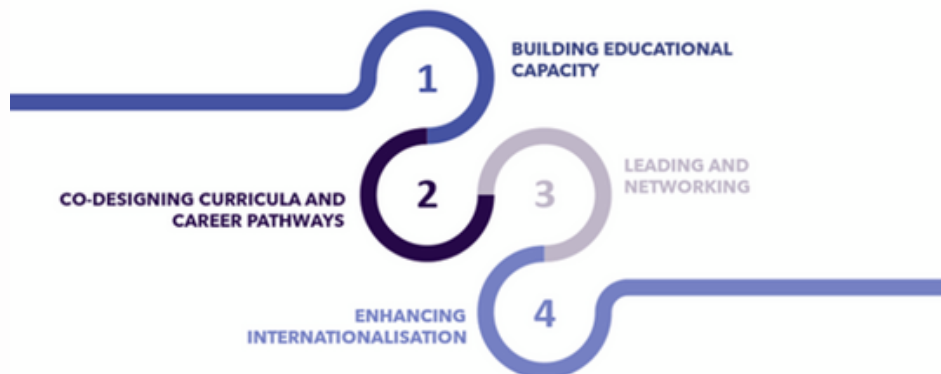 1
BUILDING EDUCATIONAL
CAPACITY
CO-DESIGNING CURRICULA AND
CAREER PATHWAYS
2
3
LEADING AND
NETWORKING
ENHANCING
INTERNATIONALISATION
4